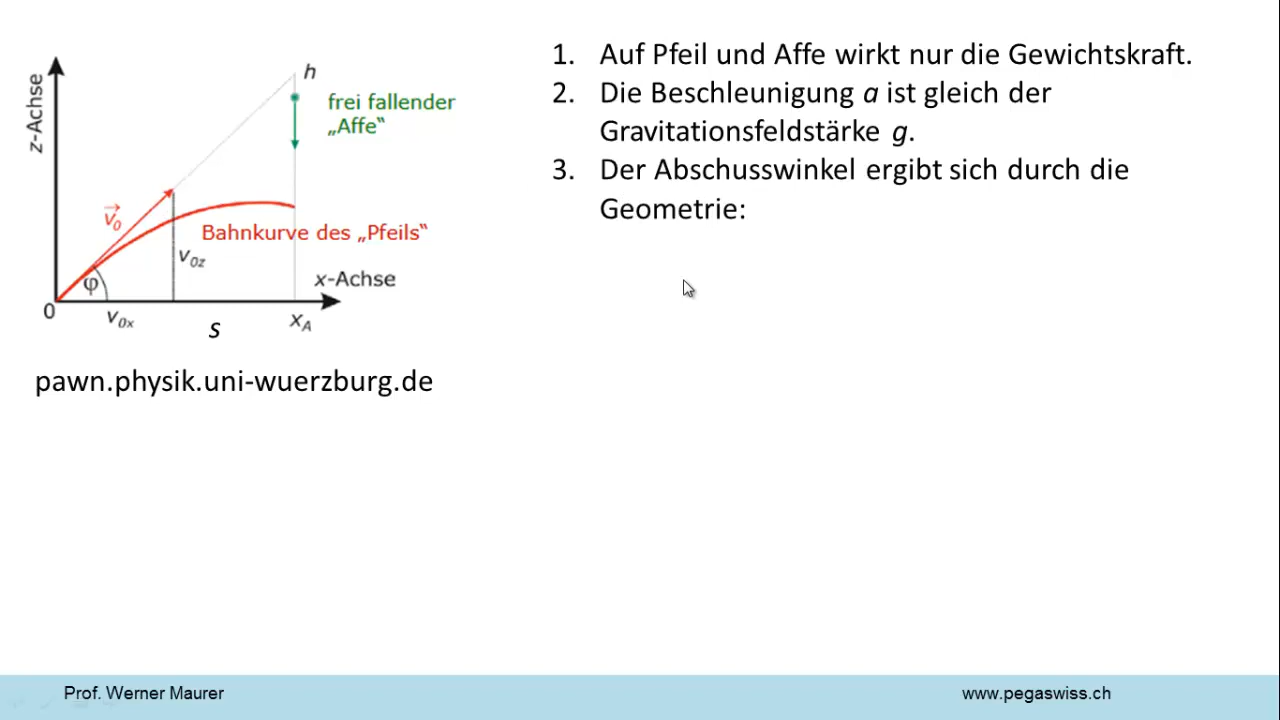 z-Achse
h
frei fallender
„Affe“
v₀
Bahnkurve des „Pfeils“
v₀z
φ
x-Achse
0
v₀x
s
x_A
pawn.physik.uni-wuerzburg.de
1. Auf Pfeil und Affe wirkt nur die Gewichtskraft.
2. Die Beschleunigung a ist gleich der
Gravitationsfeldstärke g.
3. Der Abschusswinkel ergibt sich durch die
Geometrie:
Prof. Werner Maurer
www.pegaswiss.ch